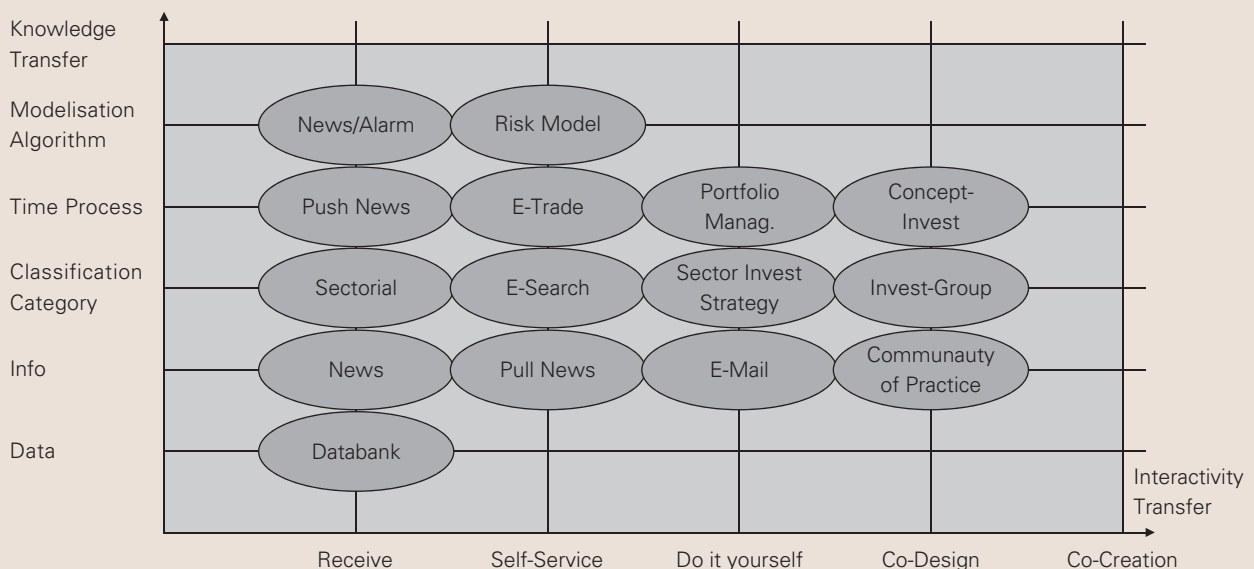 Knowledge
Transfer
Modelisation
Algorithm
News/Alarm
Risk Model
Time Process
Push News
E-Trade
Portfolio
Manag.
Concept-
Invest
Classification
Category
Sectorial
E-Search
Sector Invest
Strategy
Invest-Group
Info
News
Pull News
E-Mail
Communauty
of Practice
Data
Databank
Interactivity
Transfer
Receive
Self-Service
Do it yourself
Co-Design
Co-Creation